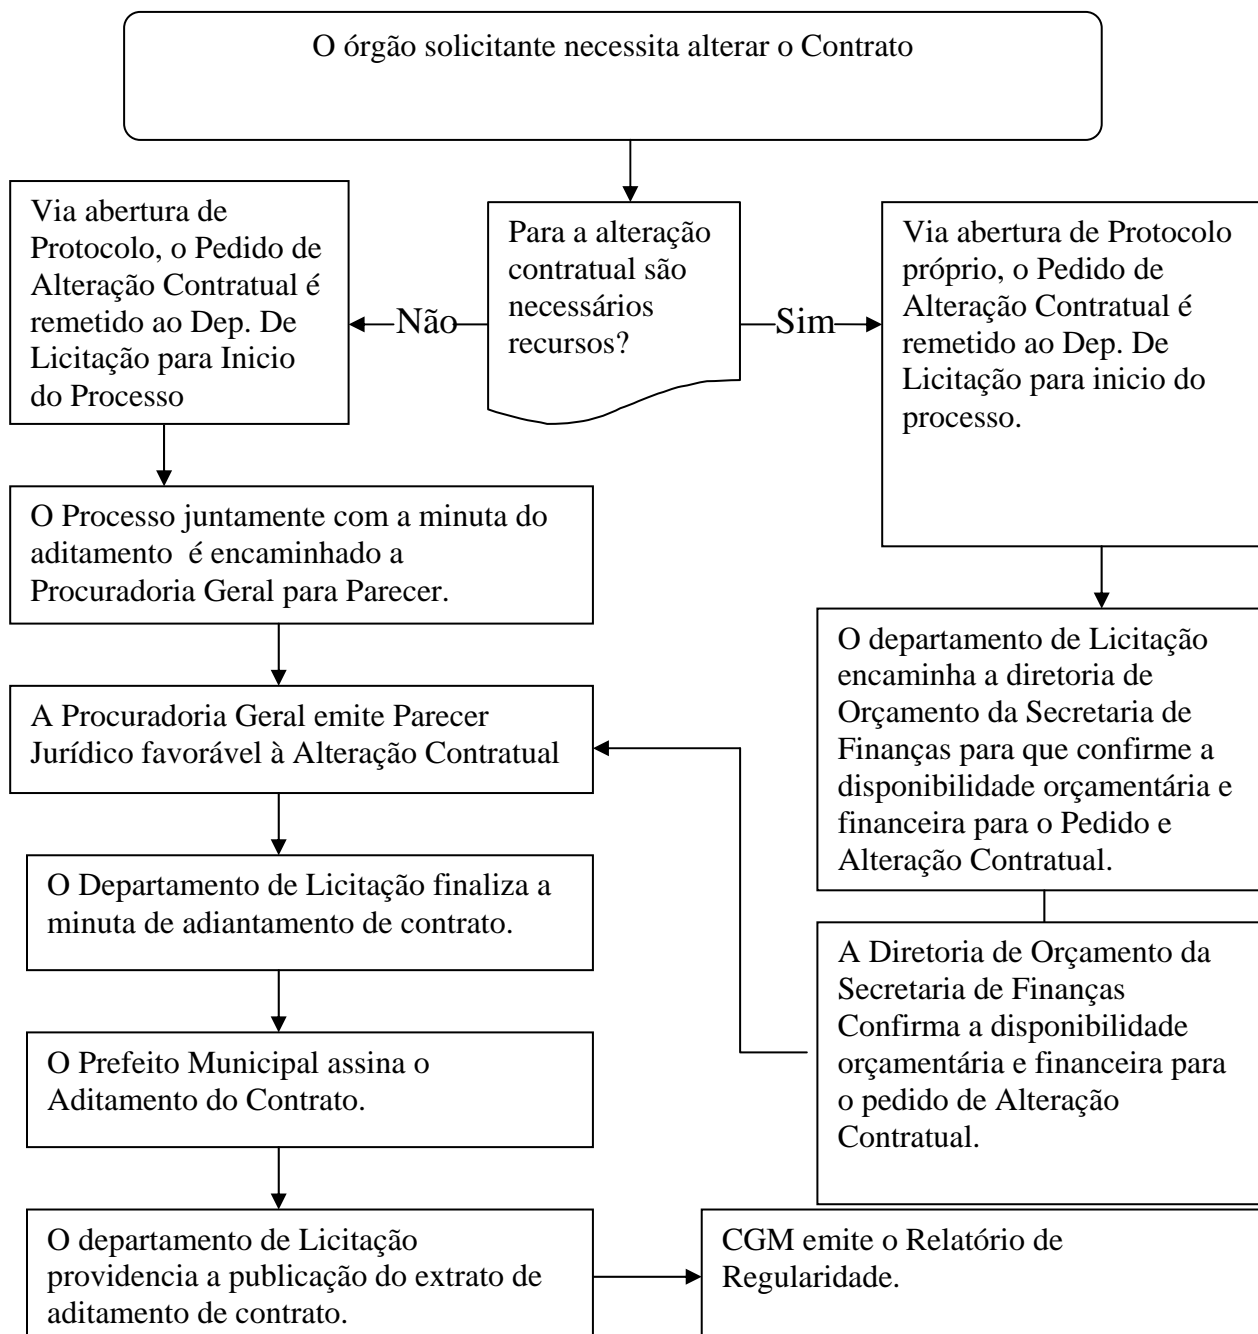 O órgão solicitante necessita alterar o Contrato
Via abertura de
Protocolo, o Pedido de
Alteração Contratual é
remetido ao Dep. De
Licitação para Inicio
do Processo
Não
Para a alteração
contratual são
necessários
recursos?
Sim
Via abertura de Protocolo
próprio, o Pedido de
Alteração Contratual é
remetido ao Dep. De
Licitação para inicio do
processo.
O Processo juntamente com a minuta do
aditamento é encaminhado a
Procuradoria Geral para Parecer.
O departamento de Licitação
encaminha a diretoria de
Orçamento da Secretaria de
Finanças para que confirme a
disponibilidade orçamentária e
financeira para o Pedido e
Alteração Contratual.
A Procuradoria Geral emite Parecer
Jurídico favorável à Alteração Contratual
O Departamento de Licitação finaliza a
minuta de adiantamento de contrato.
A Diretoria de Orçamento da
Secretaria de Finanças
Confirma a disponibilidade
orçamentária e financeira para
o pedido de Alteração
Contratual.
O Prefeito Municipal assina o
Aditamento do Contrato.
O departamento de Licitação
providencia a publicação do extrato de
aditamento de contrato.
CGM emite o Relatório de
Regularidade.